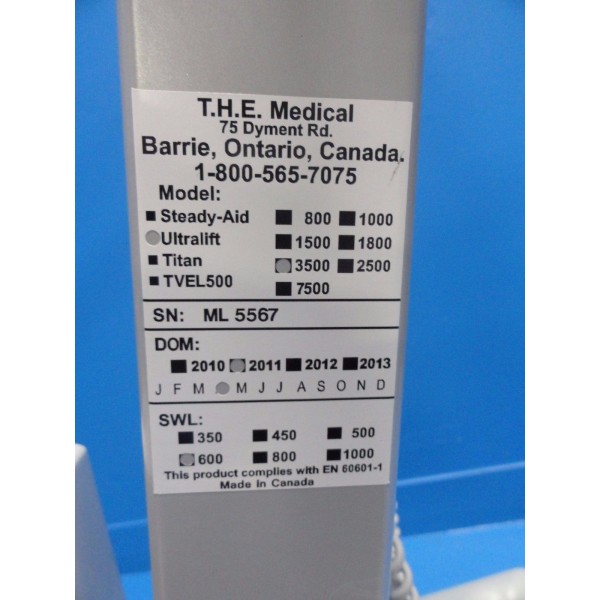 T.H.E. Medical
75 Dyment Rd.
Barrie, Ontario, Canada.
1-800-565-7075
Model:
Steady-Aid 800 1000
Ultralift 1500 1800
Titan 3500 2500
TVEL500 7500
SN: ML 5567
DOM:
2010 2011 2012 2013
J F M M J J A S O N D
SWL:
350 450 500
600 800 1000
This product complies with EN 60601-1
Made In Canada